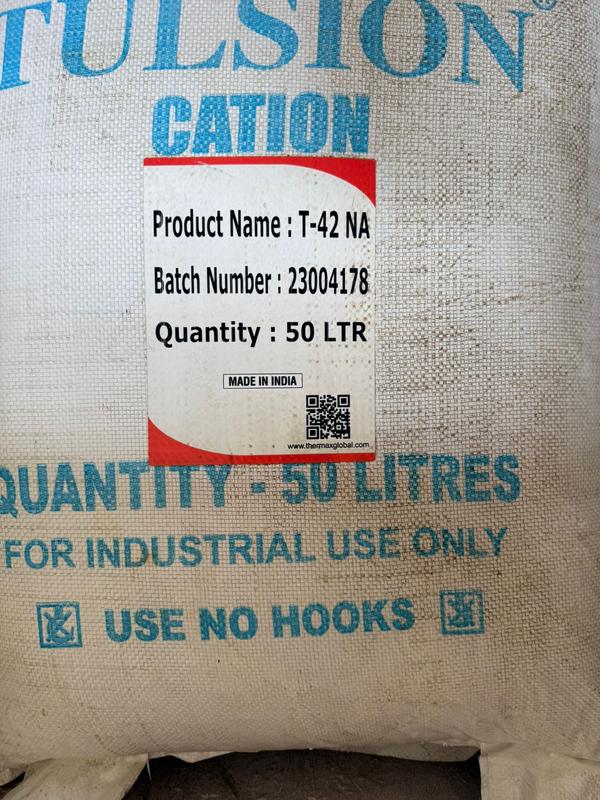 TULSION®
CATION
Product Name : T-42 NA
Batch Number : 23004178
Quantity : 50 LTR
MADE IN INDIA
www.thermaxglobal.com
QUANTITY - 50 LITRES
FOR INDUSTRIAL USE ONLY
USE NO HOOKS